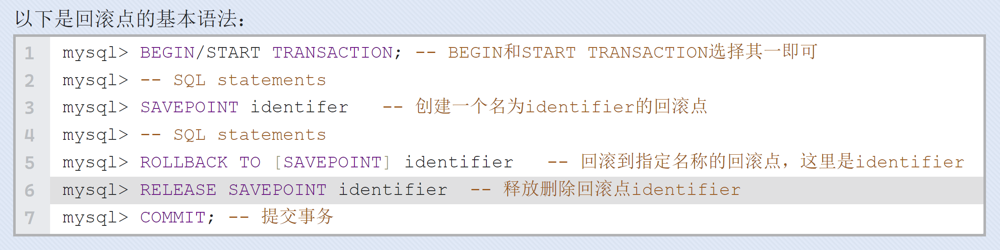 以下是回滚点的基本语法：
1 mysql> BEGIN/START TRANSACTION; -- BEGIN和START TRANSACTION选择其一即可
2 mysql> -- SQL statements
3 mysql> SAVEPOINT identifer -- 创建一个名为identifier的回滚点
4 mysql> -- SQL statements
5 mysql> ROLLBACK TO [SAVEPOINT] identifier -- 回滚到指定名称的回滚点，这里是identifier
6 mysql> RELEASE SAVEPOINT identifier -- 释放删除回滚点identifier
7 mysql> COMMIT; -- 提交事务